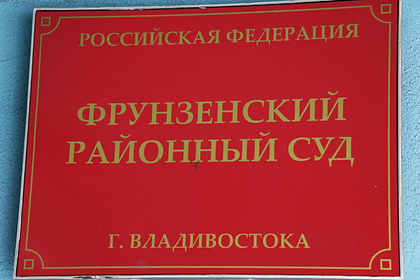 РОССИЙСКАЯ ФЕДЕРАЦИЯ
ФРУНЗЕНСКИЙ
РАЙОННЫЙ СУД
Г. ВЛАДИВОСТОКА